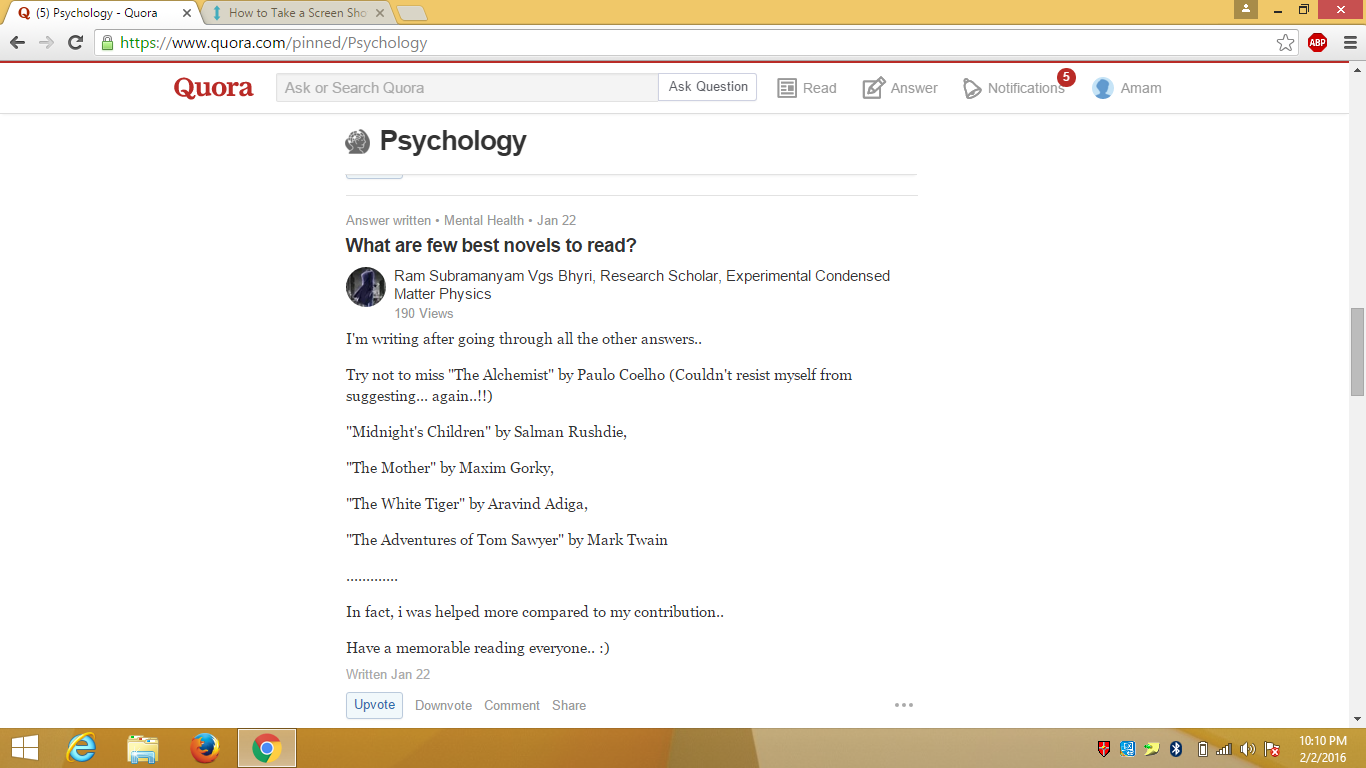 (5) Psychology - Quora
How to Take a Screen Sho
https://www.quora.com/pinned/Psychology
ABP
Quora
Ask or Search Quora
Ask Question
Read
Answer
Notifications
5
Amam
Psychology
Answer written • Mental Health • Jan 22
What are few best novels to read?
Ram Subramanyam Vgs Bhyri, Research Scholar, Experimental Condensed
Matter Physics
190 Views
I'm writing after going through all the other answers..
Try not to miss "The Alchemist" by Paulo Coelho (Couldn't resist myself from
suggesting... again..!!)
"Midnight's Children" by Salman Rushdie,
"The Mother" by Maxim Gorky,
"The White Tiger" by Aravind Adiga,
"The Adventures of Tom Sawyer" by Mark Twain
.............
In fact, i was helped more compared to my contribution..
Have a memorable reading everyone.. :)
Written Jan 22
Upvote
Downvote
Comment
Share
10:10 PM
2/2/2016